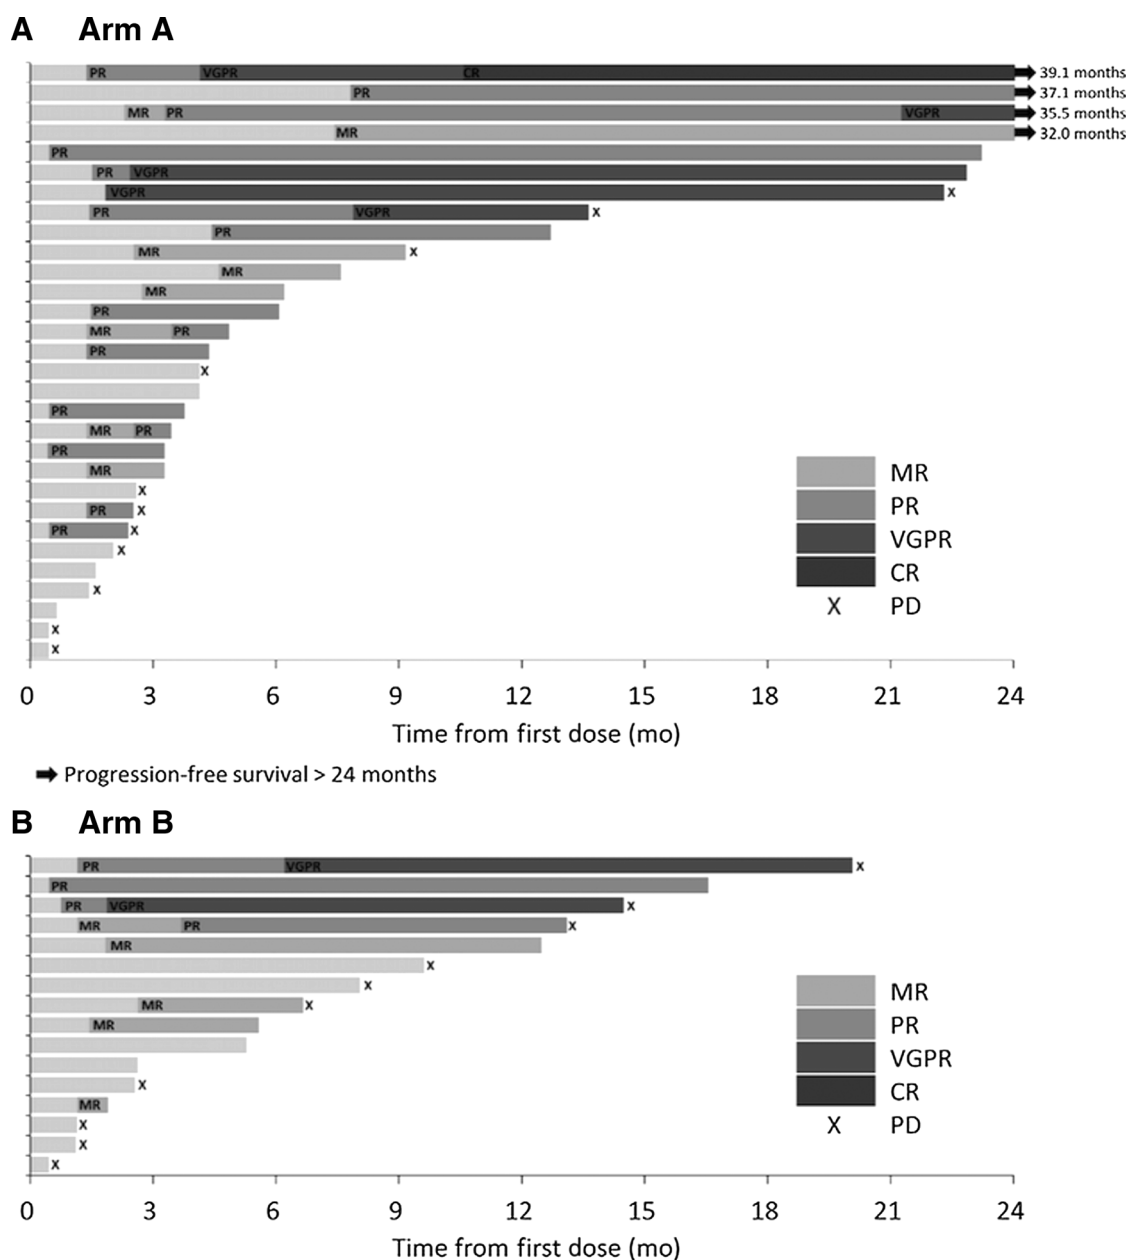 A Arm A
PR VGPR CR 39.1 months
PR 37.1 months
MR PR VGPR 35.5 months
MR 32.0 months
PR
PR VGPR
VGPR X
PR VGPR X
PR
MR X
MR
MR
PR
MR PR
PR
X
PR
MR PR
PR
MR
X
PR X
PR X
X
X
X
X
MR
PR
VGPR
CR
X PD
0 3 6 9 12 15 18 21 24
Time from first dose (mo)
Progression-free survival > 24 months
B Arm B
PR VGPR X
PR
PR VGPR X
MR PR X
MR
X
X
MR X
MR
X
MR
X
X
X
MR
PR
VGPR
CR
X PD
0 3 6 9 12 15 18 21 24
Time from first dose (mo)